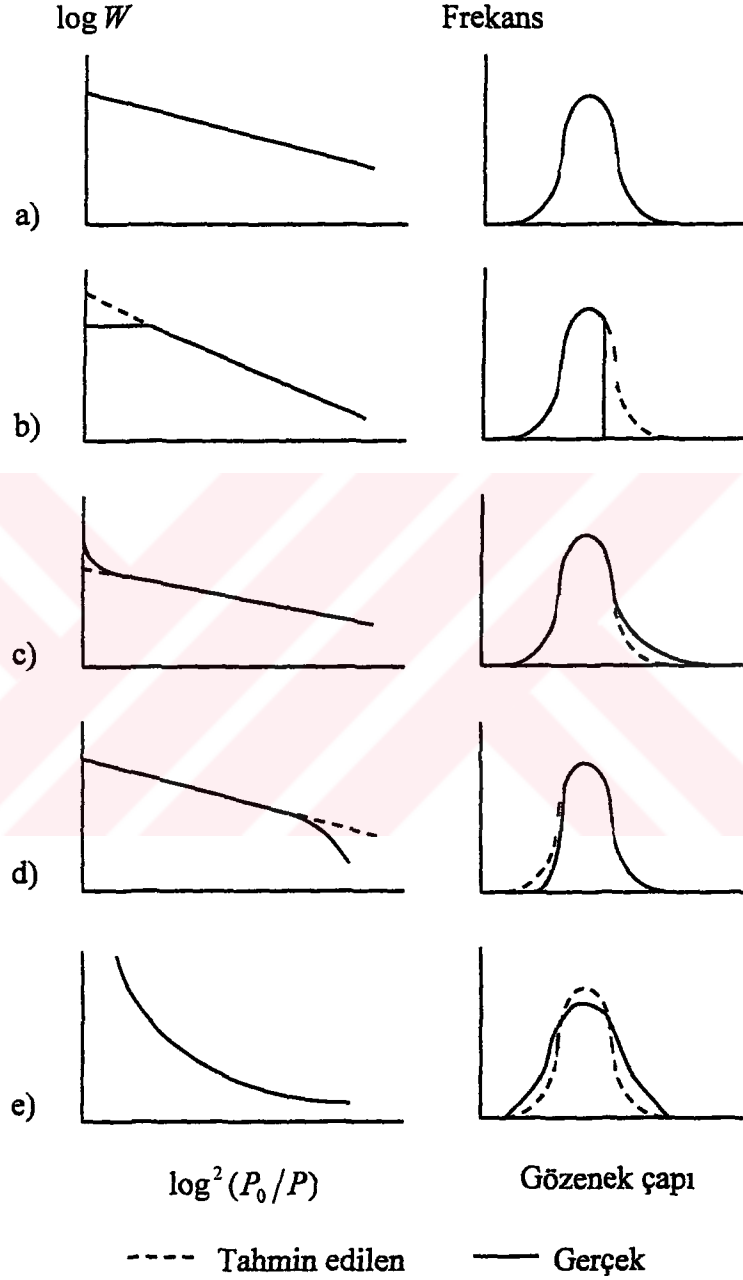 log W Frekans
a)
b)
c)
d)
e)
log² (P₀/P) Gözenek çapı
---- Tahmin edilen —— Gerçek